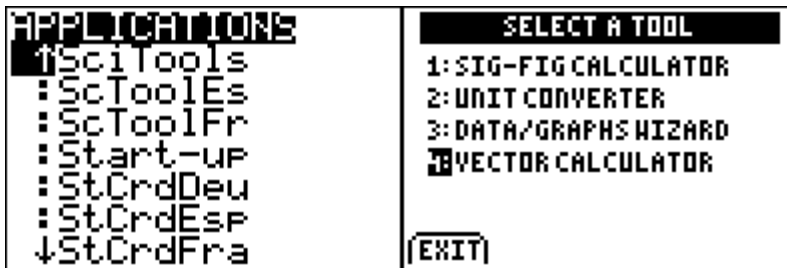 APPLICATIONS
↑SciTools
:ScToolEs
:ScToolFr
:Start-up
:StCrdDeu
:StCrdEsp
↓StCrdFra
SELECT A TOOL
1:SIG-FIG CALCULATOR
2:UNIT CONVERTER
3:DATA/GRAPHS WIZARD
4:VECTOR CALCULATOR
EXIT